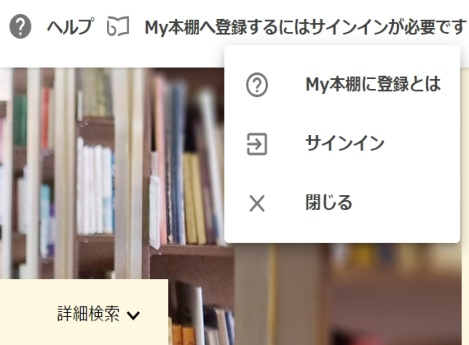 ヘルプ My本棚へ登録するにはサインインが必要です
My本棚に登録とは
サインイン
閉じる
詳細検索